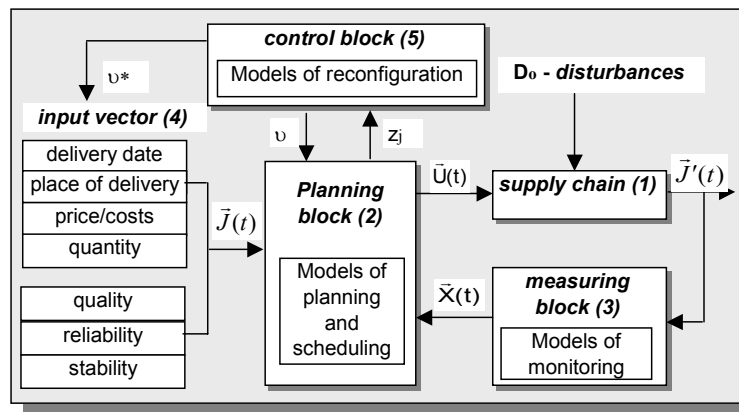 control block (5)
Models of reconfiguration
D₀ - disturbances
υ*
input vector (4)
υ
zj
delivery date
place of delivery
price/costs
quantity
J⃗(t)
Planning
block (2)
U⃗(t)
supply chain (1)
J⃗′(t)
Models of
planning
and
scheduling
X⃗(t)
measuring
block (3)
Models of
monitoring
quality
reliability
stability